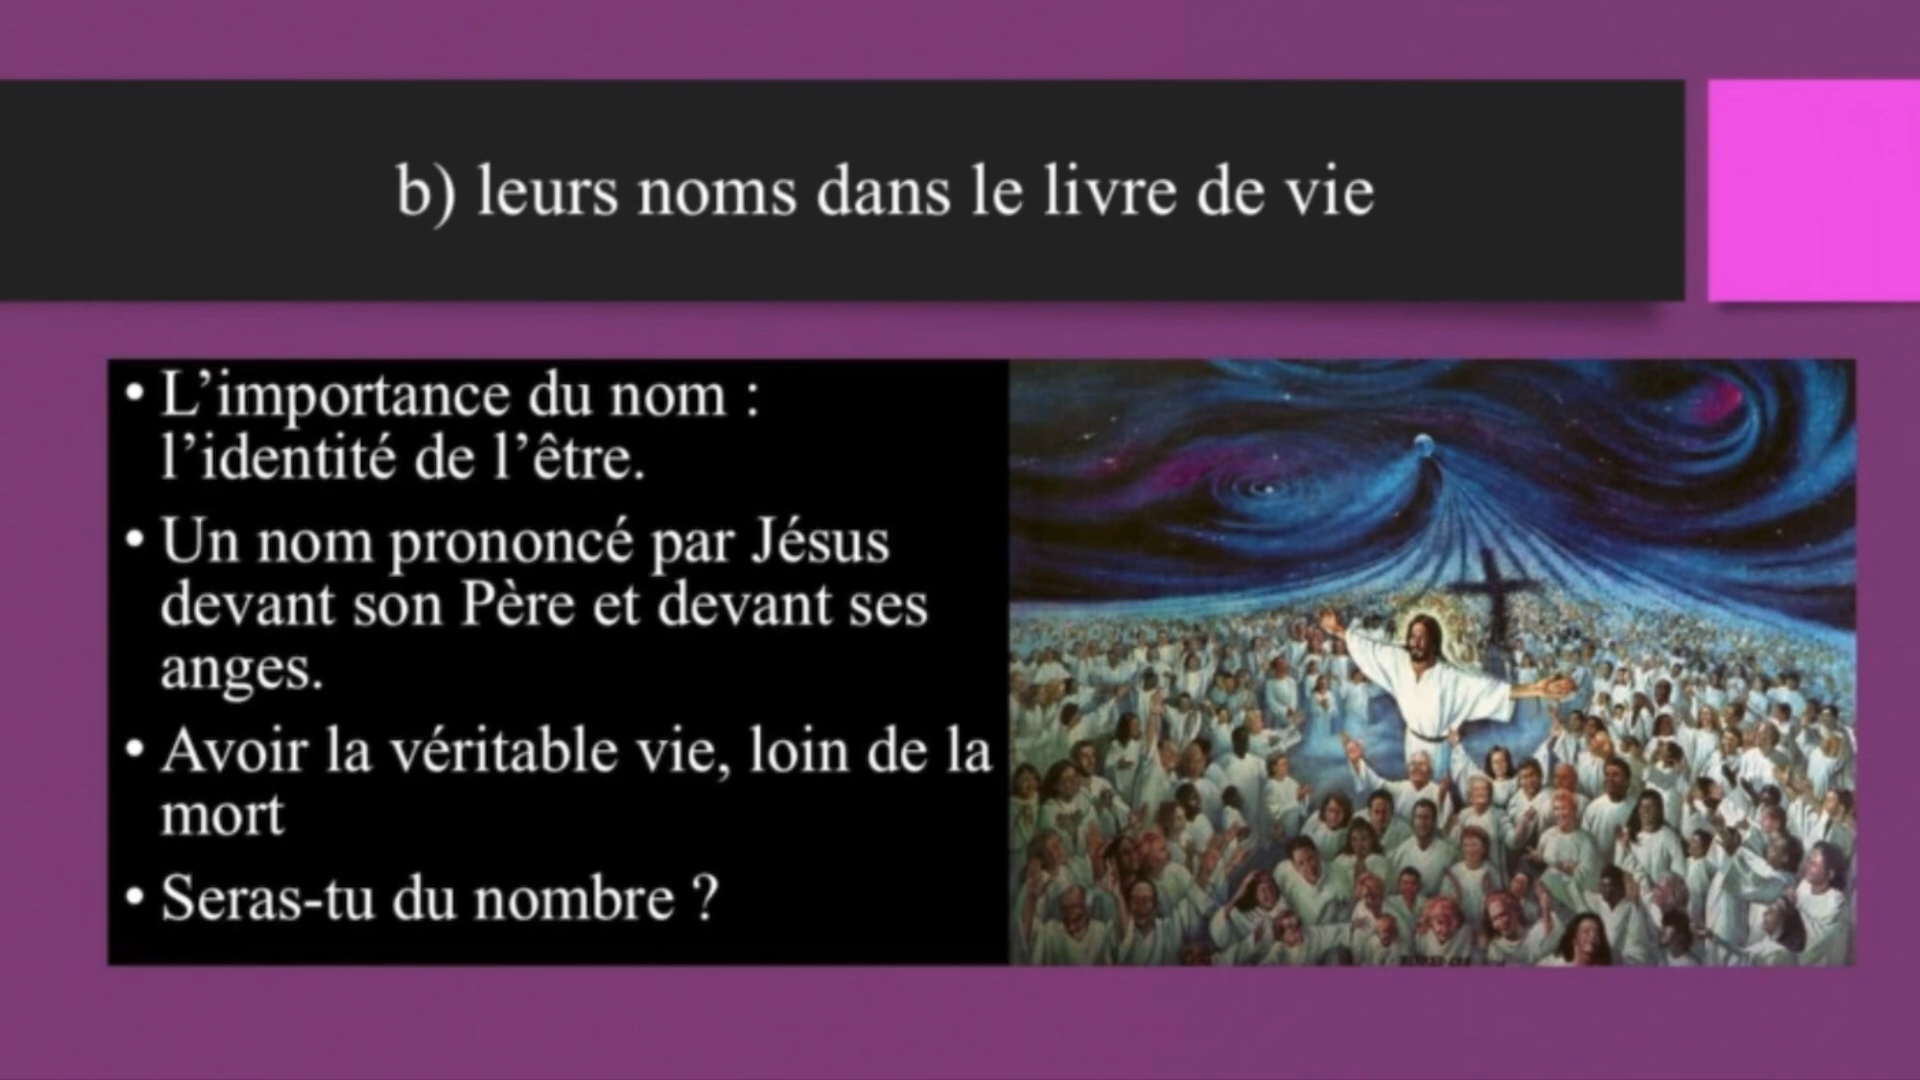 b) leurs noms dans le livre de vie
• L’importance du nom :
l’identité de l’être.
• Un nom prononcé par Jésus
devant son Père et devant ses
anges.
• Avoir la véritable vie, loin de la
mort
• Seras-tu du nombre ?